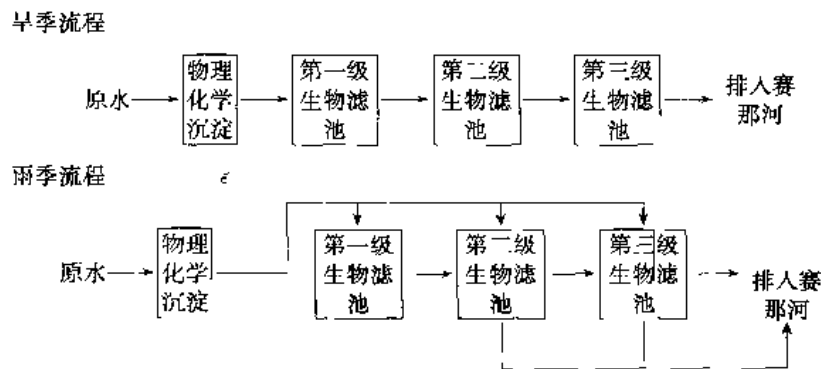 旱季流程
原水
物理
化学
沉淀
第一级
生物滤
池
第二级
生物滤
池
第三级
生物滤
池
排人赛
那河
雨季流程
原水
物理
化学
沉淀
第一级
生物滤
池
第二级
生物滤
池
第三级
生物滤
池
排人赛
那河